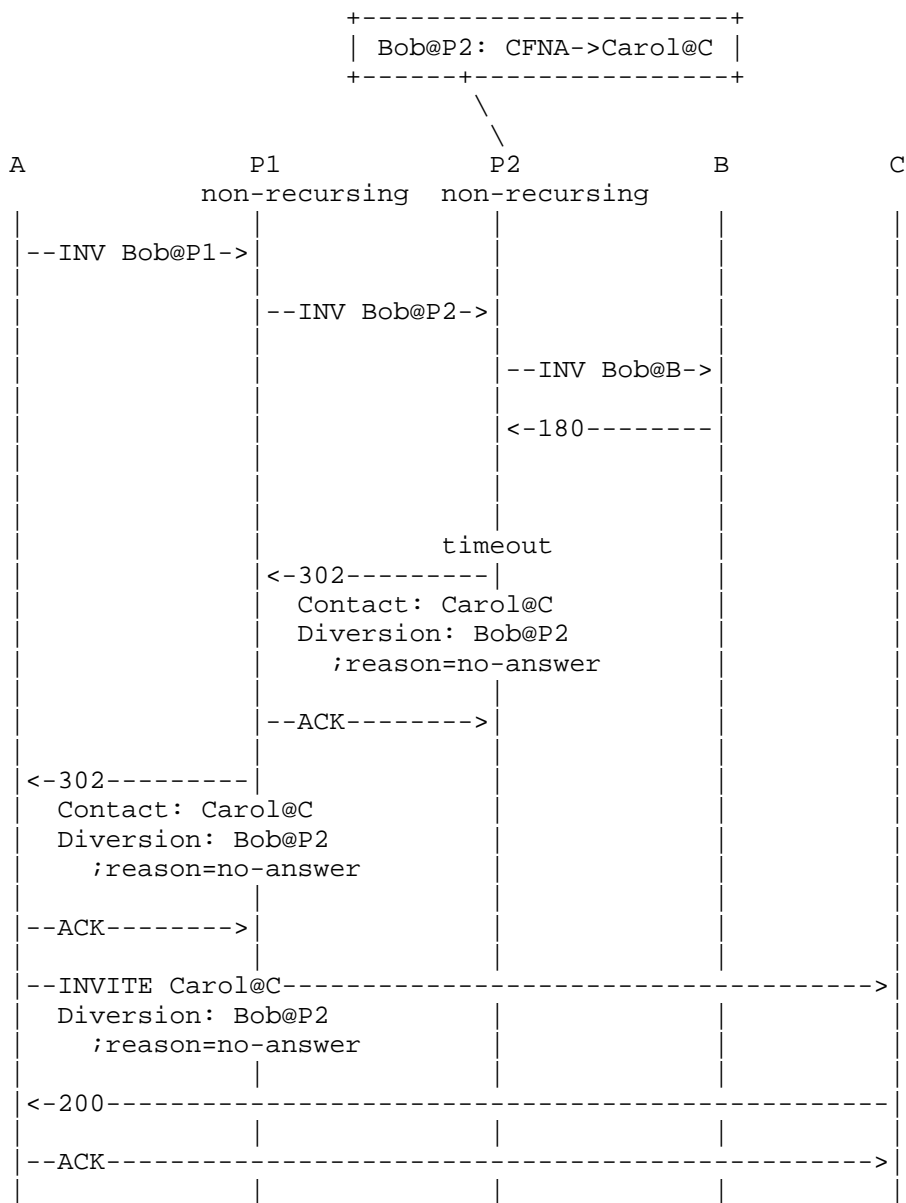 +-----------------------+
| Bob@P2: CFNA->Carol@C |
+------+----------------+
\
\
A P1 P2 B C
non-recursing non-recursing
| | | | |
|--INV Bob@P1->| | | |
| | | | |
| |--INV Bob@P2->| | |
| | | | |
| | |--INV Bob@B->| |
| | | | |
| | |<-180--------| |
| | | | |
| | | | |
| | | | |
| | timeout | |
| |<-302---------| | |
| | Contact: Carol@C | |
| | Diversion: Bob@P2 | |
| | ;reason=no-answer | |
| | | | |
| |--ACK-------->| | |
| | | | |
|<-302---------| | | |
| Contact: Carol@C | | |
| Diversion: Bob@P2 | | |
| ;reason=no-answer | | |
| | | | |
|--ACK-------->| | | |
| | | | |
|--INVITE Carol@C------------------------------------->|
| Diversion: Bob@P2 | | |
| ;reason=no-answer | | |
| | | | |
|<-200-------------------------------------------------|
| | | | |
|--ACK------------------------------------------------>|
| | | | |